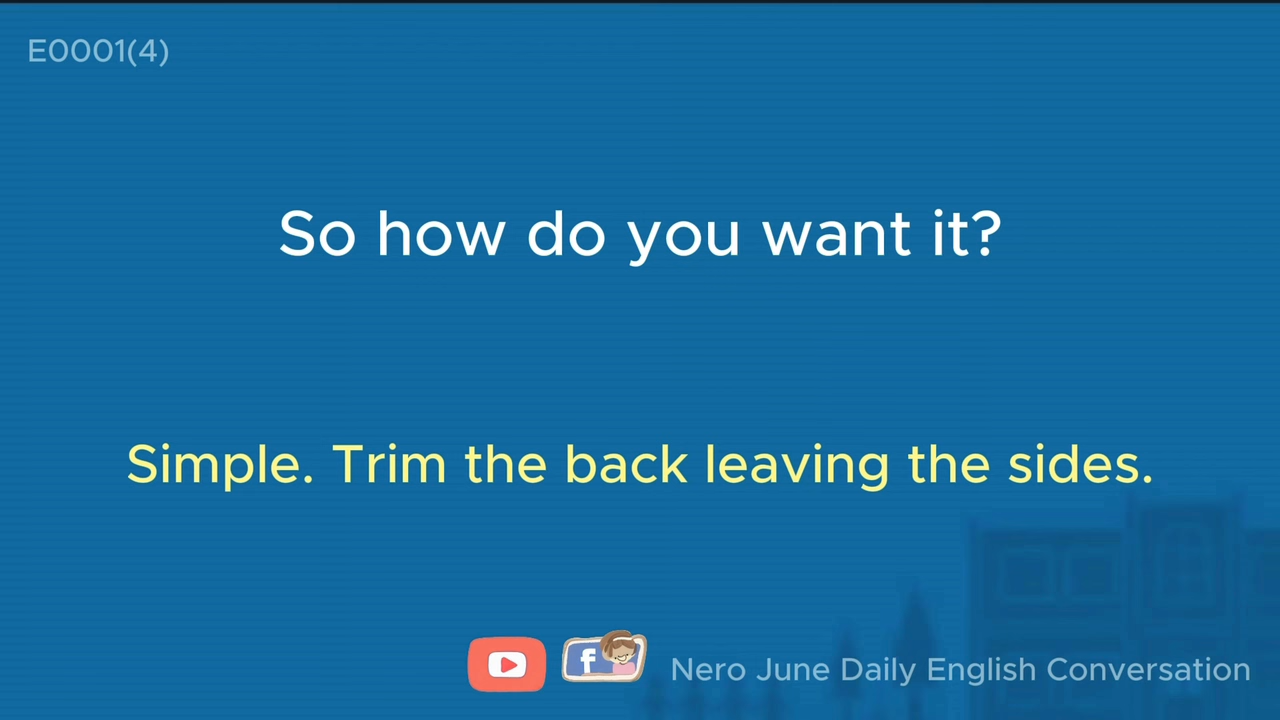 E0001(4)
So how do you want it?
Simple. Trim the back leaving the sides.
f
Nero June Daily English Conversation